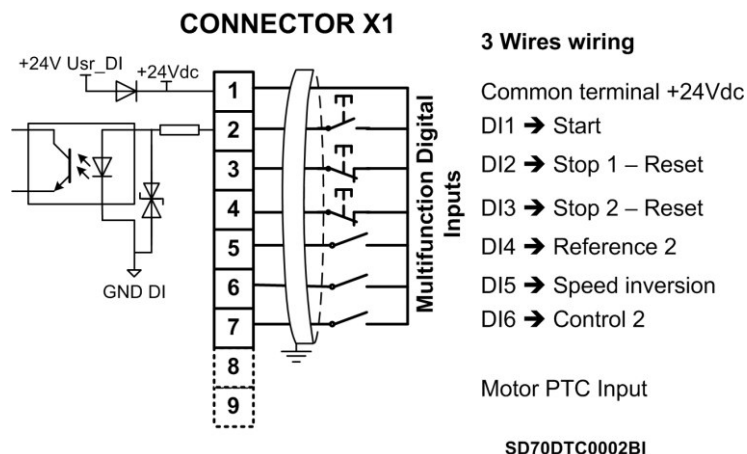 CONNECTOR X1
+24V Usr_DI
+24Vdc
GND DI
1
2
3
4
5
6
7
8
9
Multifunction Digital
Inputs
3 Wires wiring
Common terminal +24Vdc
DI1 ➔ Start
DI2 ➔ Stop 1 – Reset
DI3 ➔ Stop 2 – Reset
DI4 ➔ Reference 2
DI5 ➔ Speed inversion
DI6 ➔ Control 2
Motor PTC Input
SD70DTC0002BI